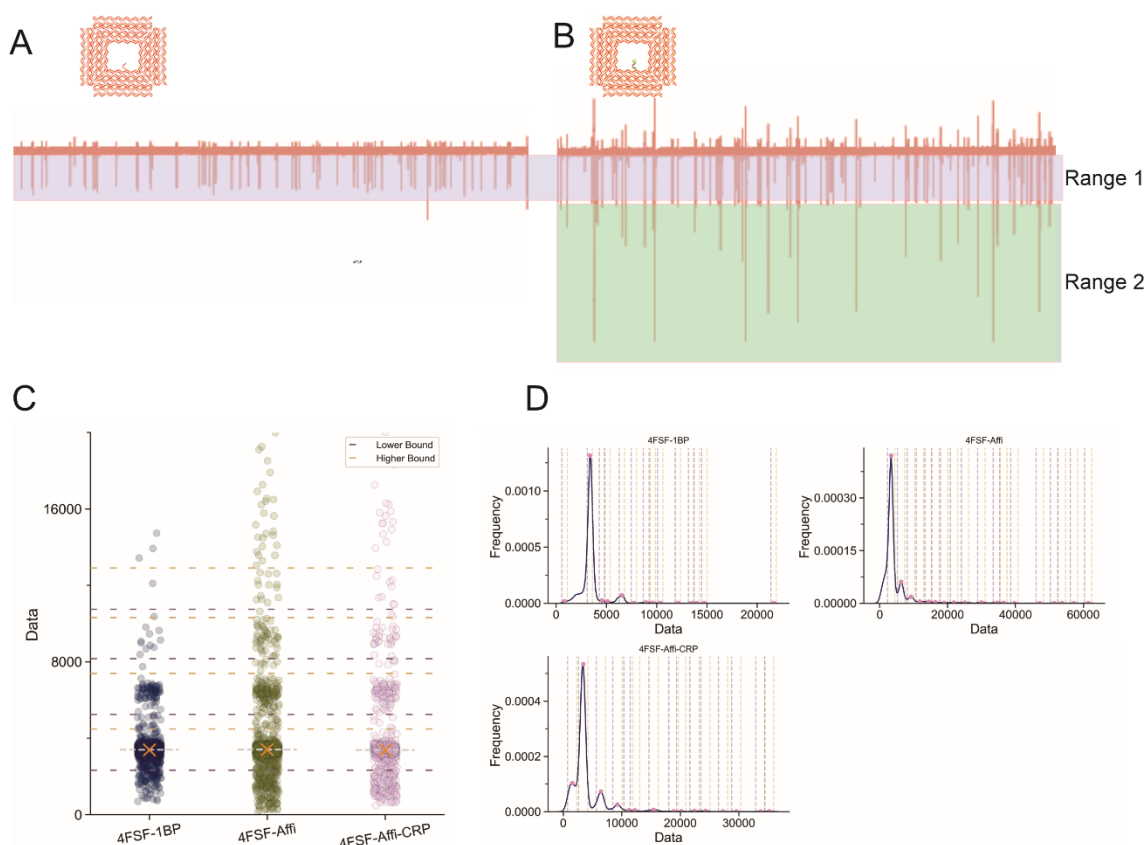 A
B
Range 1
Range 2
C
D
Data
16000
8000
0
Lower Bound
Higher Bound
4FSF-1BP
4FSF-Affi
4FSF-Affi-CRP
4FSF-1BP
Frequency
0.0010
0.0005
0.0000
0
5000
10000
15000
20000
Data
4FSF-Affi
Frequency
0.00030
0.00015
0.00000
0
20000
40000
60000
Data
4FSF-Affi-CRP
Frequency
0.0004
0.0002
0.0000
0
10000
20000
30000
Data